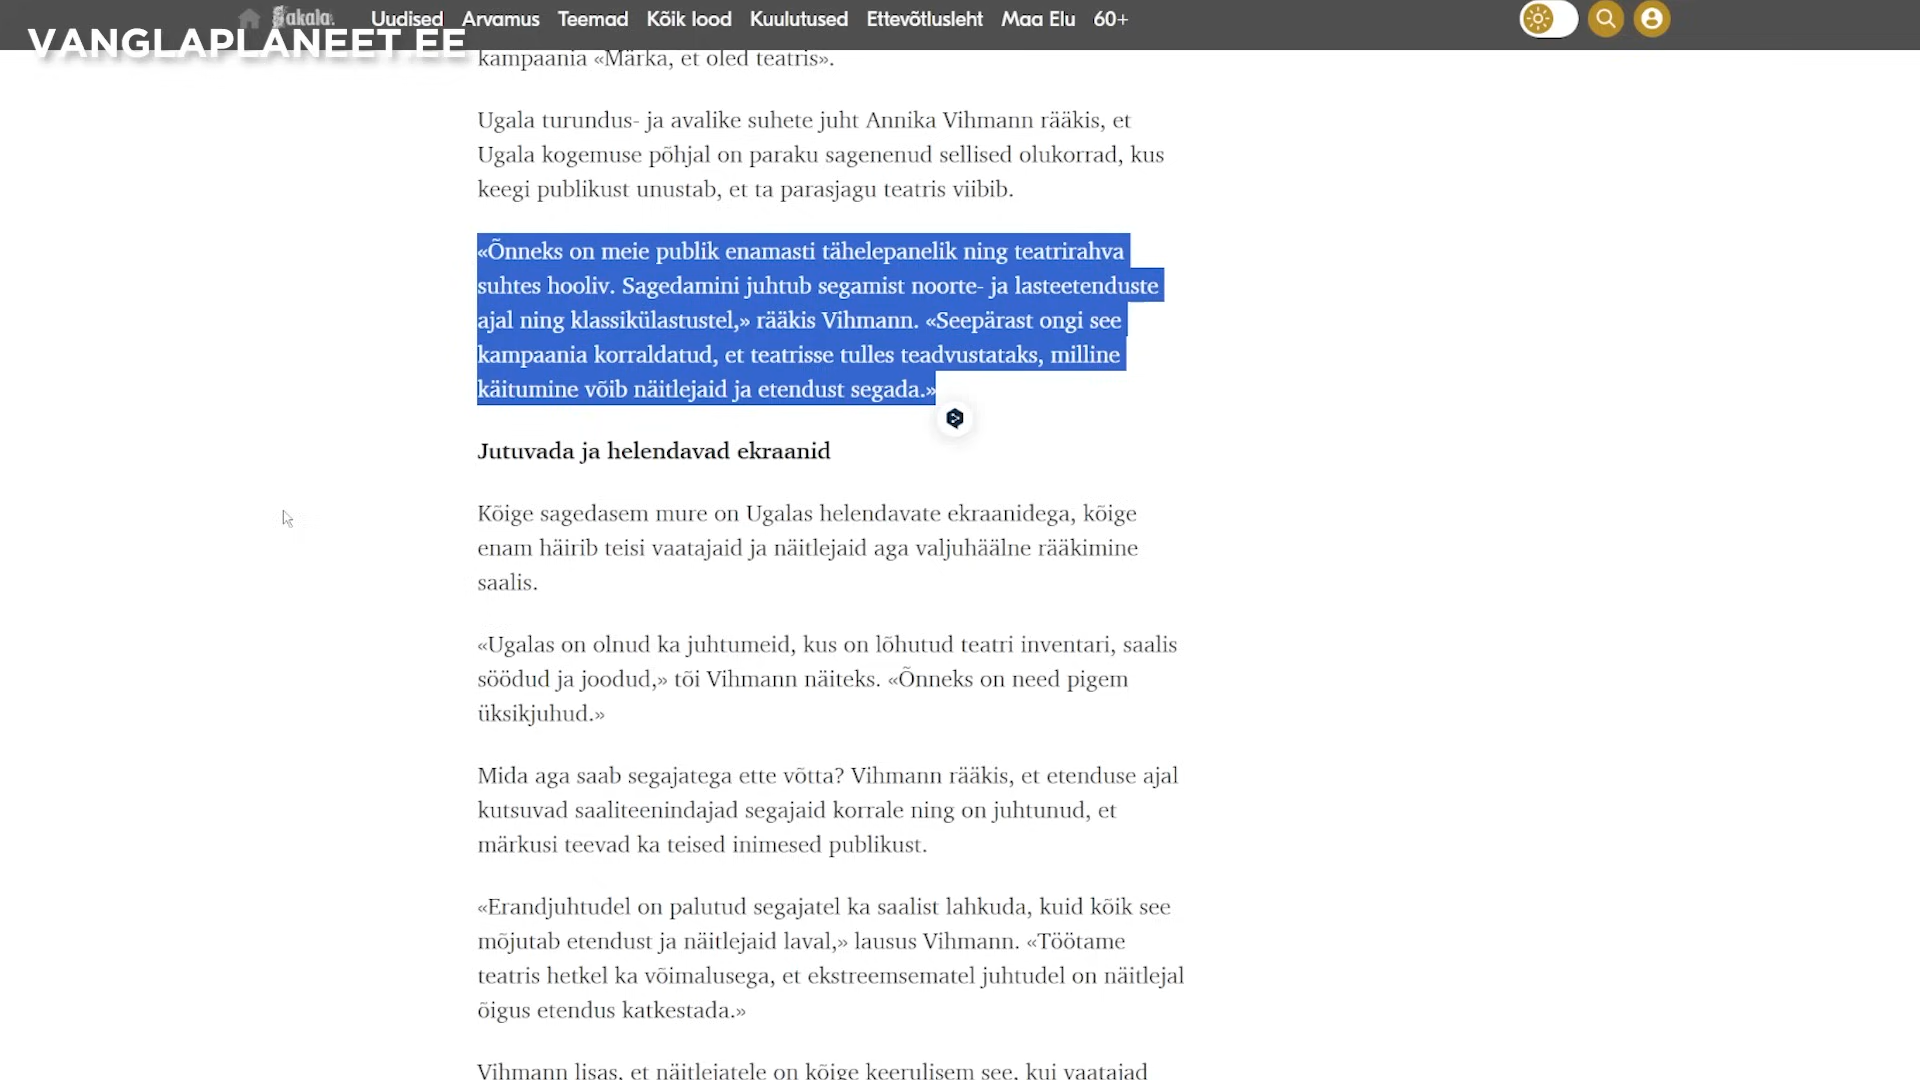 Sakala.
Uudised Arvamus Teemad Kõik lood Kuulutused Ettevõtlusleht Maa Elu 60+
VANGLAPLANEET.EE
kampaania «Märka, et oled teatris».
Ugala turundus- ja avalike suhete juht Annika Vihmann rääkis, et
Ugala kogemuse põhjal on paraku sagenenud sellised olukorrad, kus
keegi publikust unustab, et ta parasjagu teatris viibib.
«Õnneks on meie publik enamasti tähelepanelik ning teatrirahva
suhtes hooliv. Sagedamini juhtub segamist noorte- ja lasteetenduste
ajal ning klassikülastustel,» rääkis Vihmann. «Seepärast ongi see
kampaania korraldatud, et teatrisse tulles teadvustataks, milline
käitumine võib näitlejaid ja etendust segada.»
Jutuvada ja helendavad ekraanid
Kõige sagedasem mure on Ugalas helendavate ekraanidega, kõige
enam häirib teisi vaatajaid ja näitlejaid aga valjuhäälne rääkimine
saalis.
«Ugalas on olnud ka juhtumeid, kus on lõhutud teatri inventari, saalis
söödud ja joodud,» tõi Vihmann näiteks. «Õnneks on need pigem
üksikjuhud.»
Mida aga saab segajatega ette võtta? Vihmann rääkis, et etenduse ajal
kutsuvad saaliteenindajad segajaid korrale ning on juhtunud, et
märkusi teevad ka teised inimesed publikust.
«Erandjuhtudel on palutud segajatel ka saalist lahkuda, kuid kõik see
mõjutab etendust ja näitlejaid laval,» lausus Vihmann. «Töötame
teatris hetkel ka võimalusega, et ekstreemsematel juhtudel on näitlejal
õigus etendus katkestada.»
Vihmann lisas, et näitlejatele on kõige keerulisem see, kui vaatajad